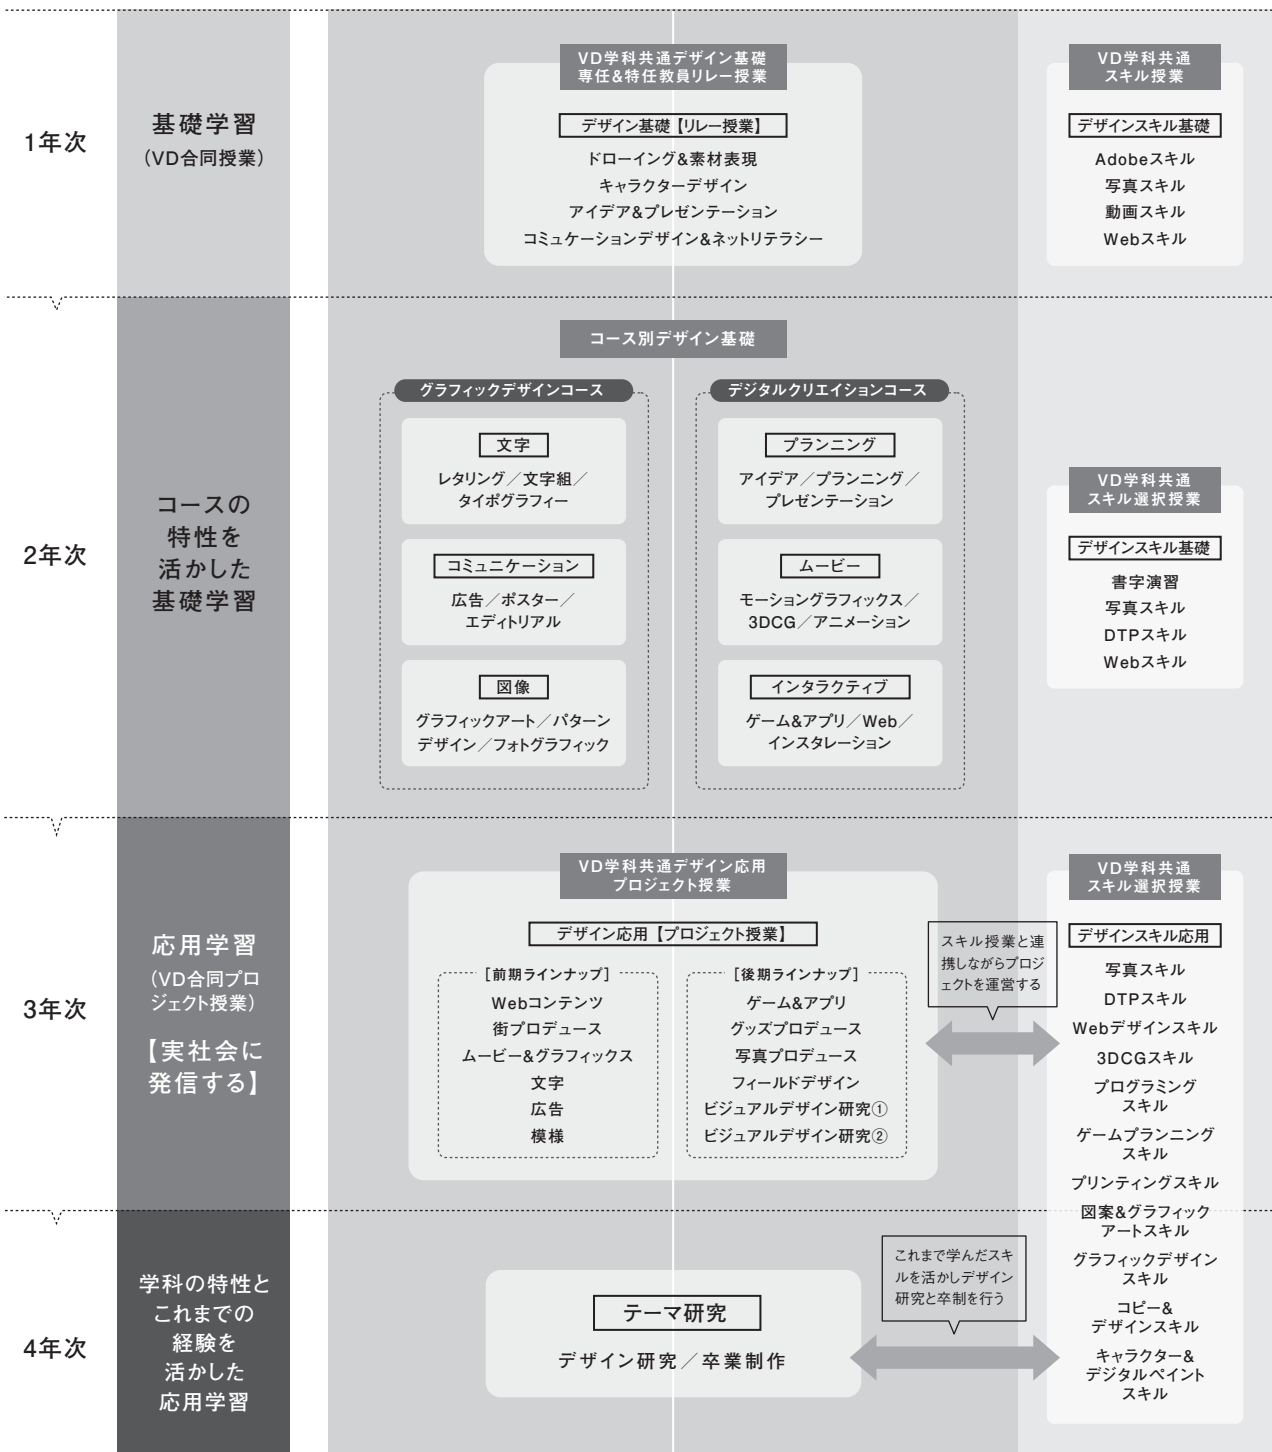 1年次
基礎学習
（VD合同授業）
VD学科共通デザイン基礎
専任&特任教員リレー授業
デザイン基礎【リレー授業】
ドローイング&素材表現
キャラクターデザイン
アイデア&プレゼンテーション
コミュケーションデザイン&ネットリテラシー
VD学科共通
スキル授業
デザインスキル基礎
Adobeスキル
写真スキル
動画スキル
Webスキル
2年次
コースの
特性を
活かした
基礎学習
コース別デザイン基礎
グラフィックデザインコース
文字
レタリング／文字組／
タイポグラフィー
コミュニケーション
広告／ポスター／
エディトリアル
図像
グラフィックアート／パターン
デザイン／フォトグラフィック
デジタルクリエイションコース
プランニング
アイデア／プランニング／
プレゼンテーション
ムービー
モーショングラフィックス／
3DCG／アニメーション
インタラクティブ
ゲーム&アプリ／Web／
インスタレーション
VD学科共通
スキル選択授業
デザインスキル基礎
書字演習
写真スキル
DTPスキル
Webスキル
3年次
応用学習
（VD合同プロ
ジェクト授業）
【実社会に
発信する】
VD学科共通デザイン応用
プロジェクト授業
デザイン応用【プロジェクト授業】
［前期ラインナップ］
Webコンテンツ
街プロデュース
ムービー&グラフィックス
文字
広告
模様
［後期ラインナップ］
ゲーム&アプリ
グッズプロデュース
写真プロデュース
フィールドデザイン
ビジュアルデザイン研究①
ビジュアルデザイン研究②
スキル授業と連
携しながらプロジ
ェクトを運営する
VD学科共通
スキル選択授業
デザインスキル応用
写真スキル
DTPスキル
Webデザインスキル
3DCGスキル
プログラミング
スキル
ゲームプランニング
スキル
プリンティングスキル
図案&グラフィック
アートスキル
グラフィックデザイン
スキル
コピー&
デザインスキル
キャラクター&
デジタルペイント
スキル
4年次
学科の特性と
これまでの
経験を
活かした
応用学習
テーマ研究
デザイン研究／卒業制作
これまで学んだスキ
ルを活かしデザイン
研究と卒制を行う